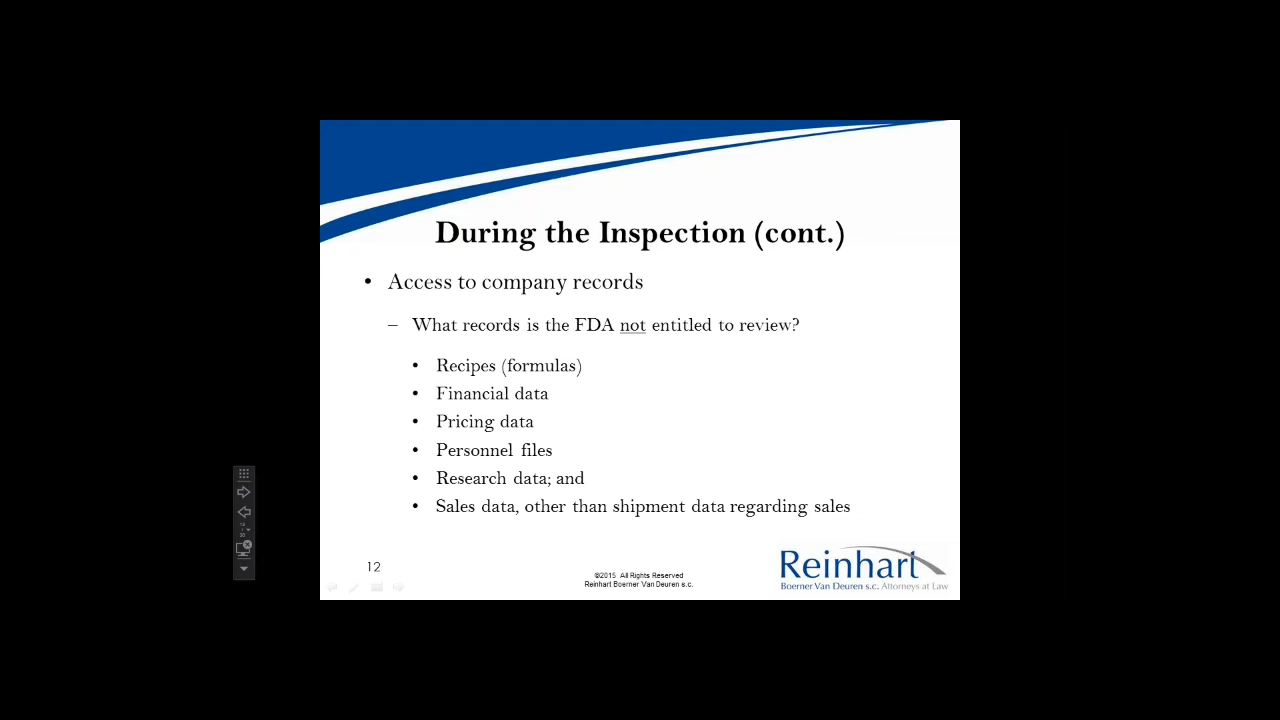 During the Inspection (cont.)
• Access to company records
– What records is the FDA not entitled to review?
• Recipes (formulas)
• Financial data
• Pricing data
• Personnel files
• Research data; and
• Sales data, other than shipment data regarding sales
12
©2015 All Rights Reserved
Reinhart Boerner Van Deuren s.c.
Reinhart
Boerner Van Deuren s.c. Attorneys at Law